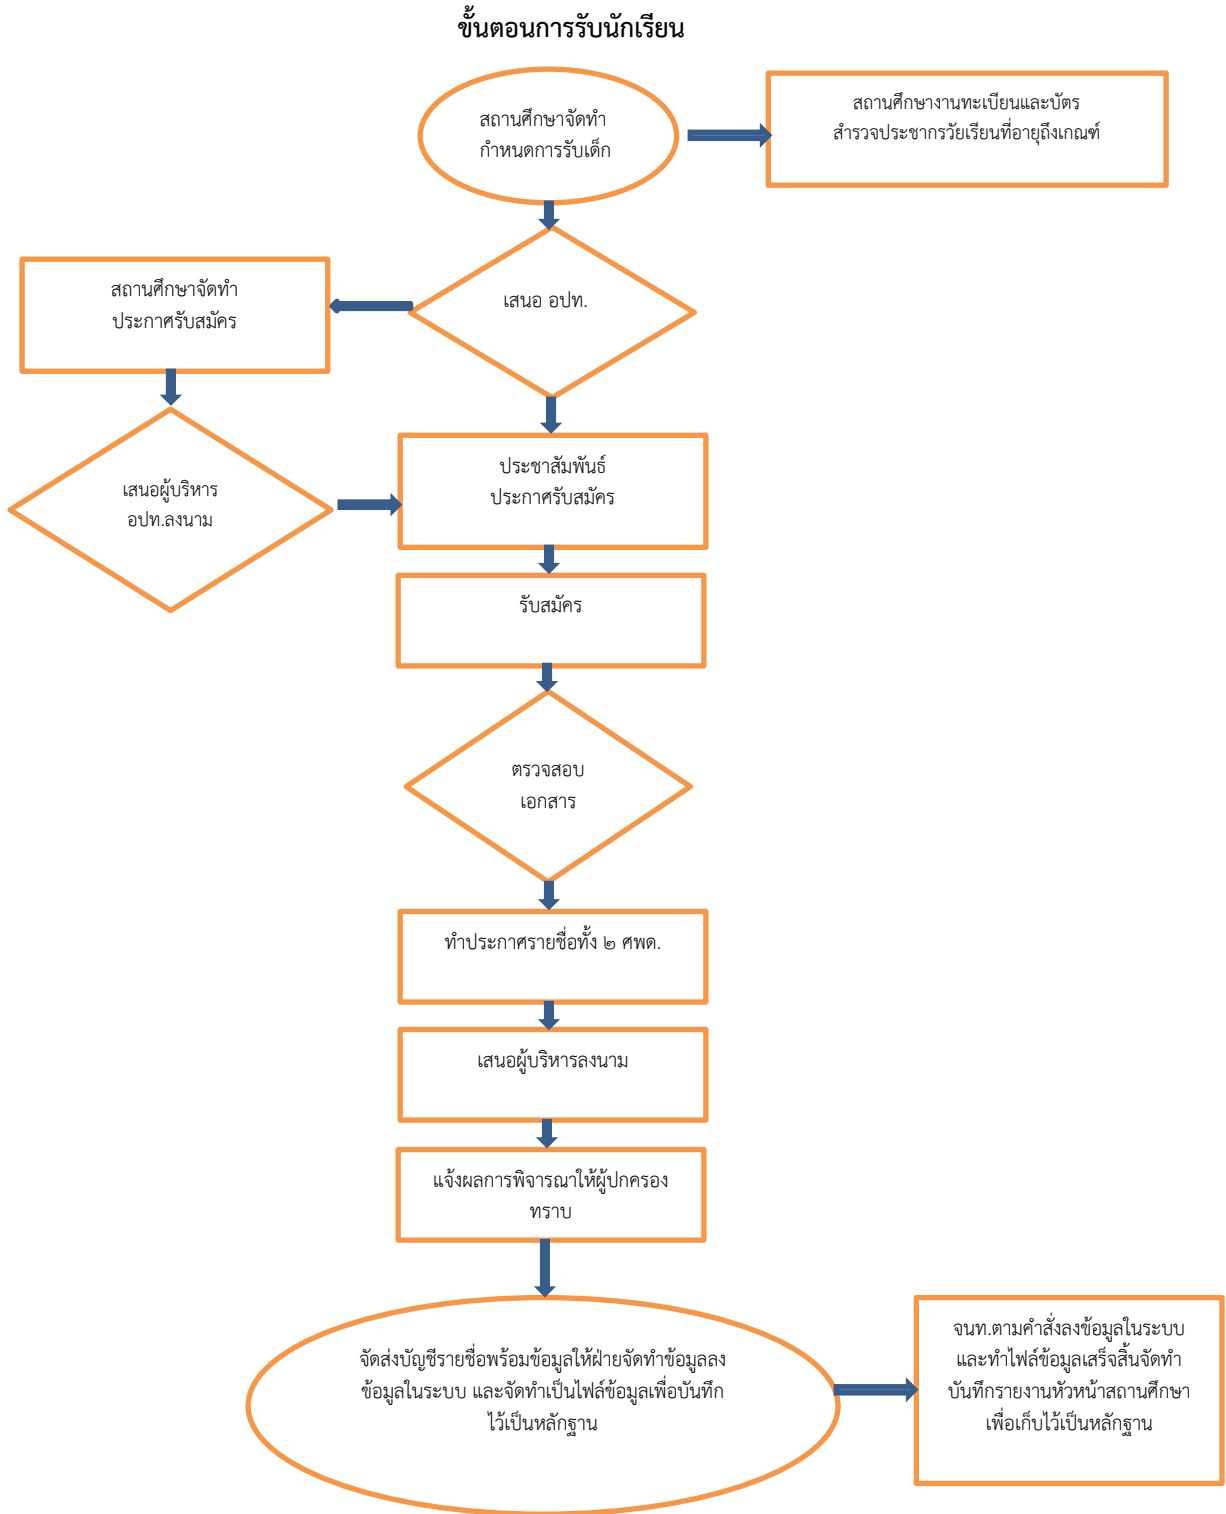 ขั้นตอนการรับนักเรียน
สถานศึกษาจัดทำ
กำหนดการรับเด็ก
สถานศึกษางานทะเบียนและบัตร
สำรวจประชากรวัยเรียนที่อายุถึงเกณฑ์
เสนอ อปท.
สถานศึกษาจัดทำ
ประกาศรับสมัคร
เสนอผู้บริหาร
อปท.ลงนาม
ประชาสัมพันธ์
ประกาศรับสมัคร
รับสมัคร
ตรวจสอบ
เอกสาร
ทำประกาศรายชื่อทั้ง ๒ ศพด.
เสนอผู้บริหารลงนาม
แจ้งผลการพิจารณาให้ผู้ปกครอง
ทราบ
จัดส่งบัญชีรายชื่อพร้อมข้อมูลให้ฝ่ายจัดทำข้อมูลลง
ข้อมูลในระบบ และจัดทำเป็นไฟล์ข้อมูลเพื่อบันทึก
ไว้เป็นหลักฐาน
จนท.ตามคำสั่งลงข้อมูลในระบบ
และทำไฟล์ข้อมูลเสร็จสิ้นจัดทำ
บันทึกรายงานหัวหน้าสถานศึกษา
เพื่อเก็บไว้เป็นหลักฐาน